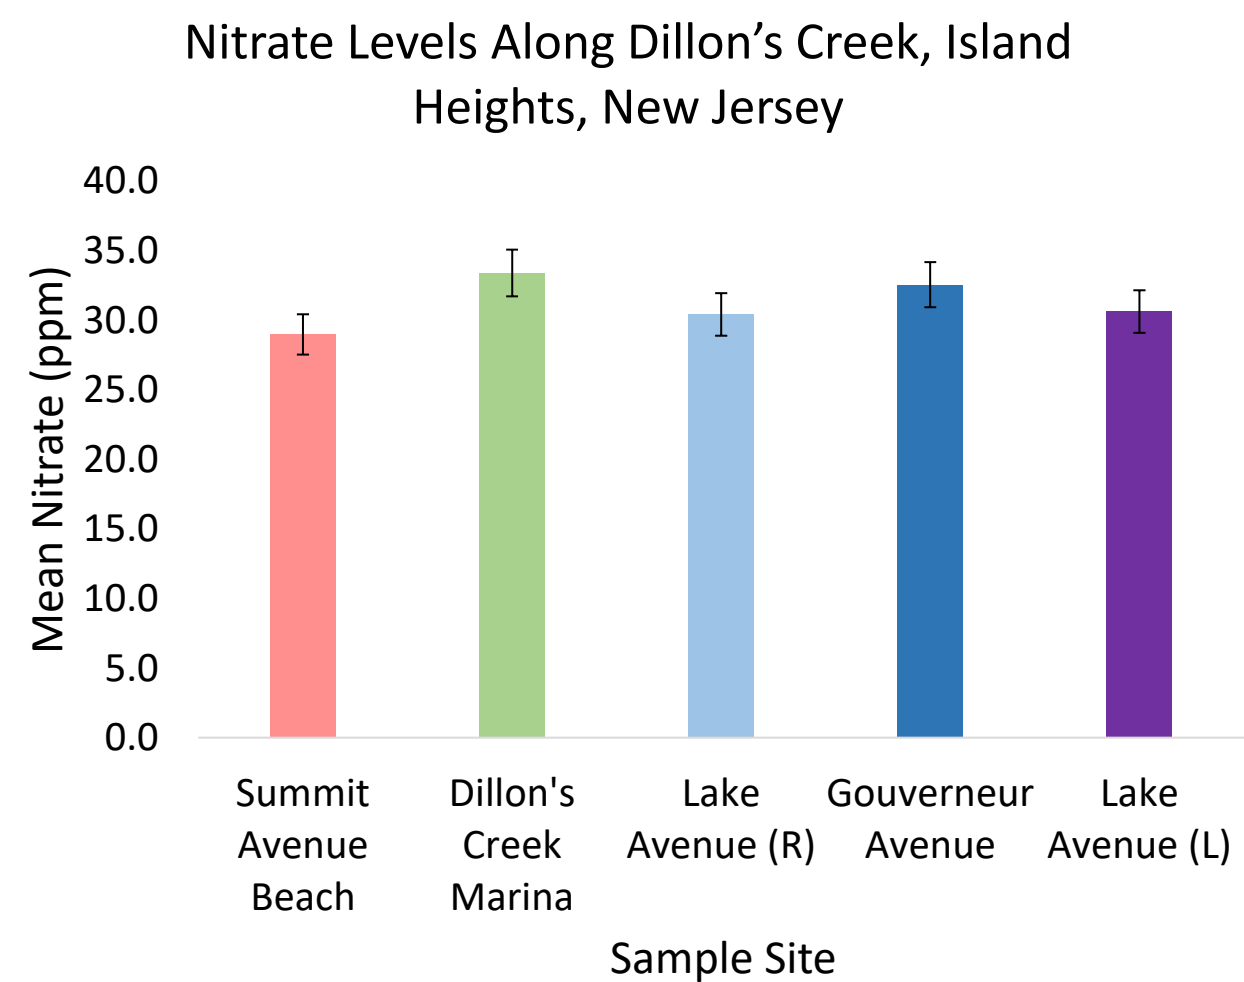 Nitrate Levels Along Dillon’s Creek, Island
Heights, New Jersey
Mean Nitrate (ppm)
40.0
35.0
30.0
25.0
20.0
15.0
10.0
5.0
0.0
Summit
Avenue
Beach
Dillon's
Creek
Marina
Lake
Avenue (R)
Gouverneur
Avenue
Lake
Avenue (L)
Sample Site